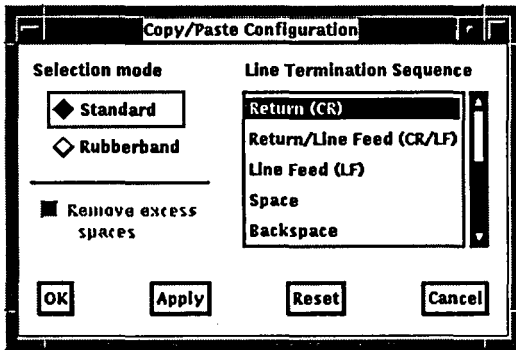 Copy/Paste Configuration
Selection mode
Standard
Rubberband
Remove excess
spaces
Line Termination Sequence
Return (CR)
Return/Line Feed (CR/LF)
Line Feed (LF)
Space
Backspace
OK
Apply
Reset
Cancel